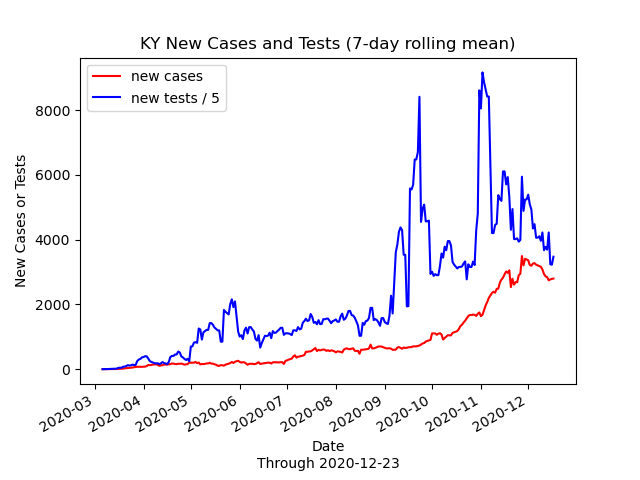 KY New Cases and Tests (7-day rolling mean)
new cases
new tests / 5
New Cases or Tests
8000
6000
4000
2000
0
2020-03
2020-04
2020-05
2020-06
2020-07
2020-08
2020-09
2020-10
2020-11
2020-12
Date
Through 2020-12-23